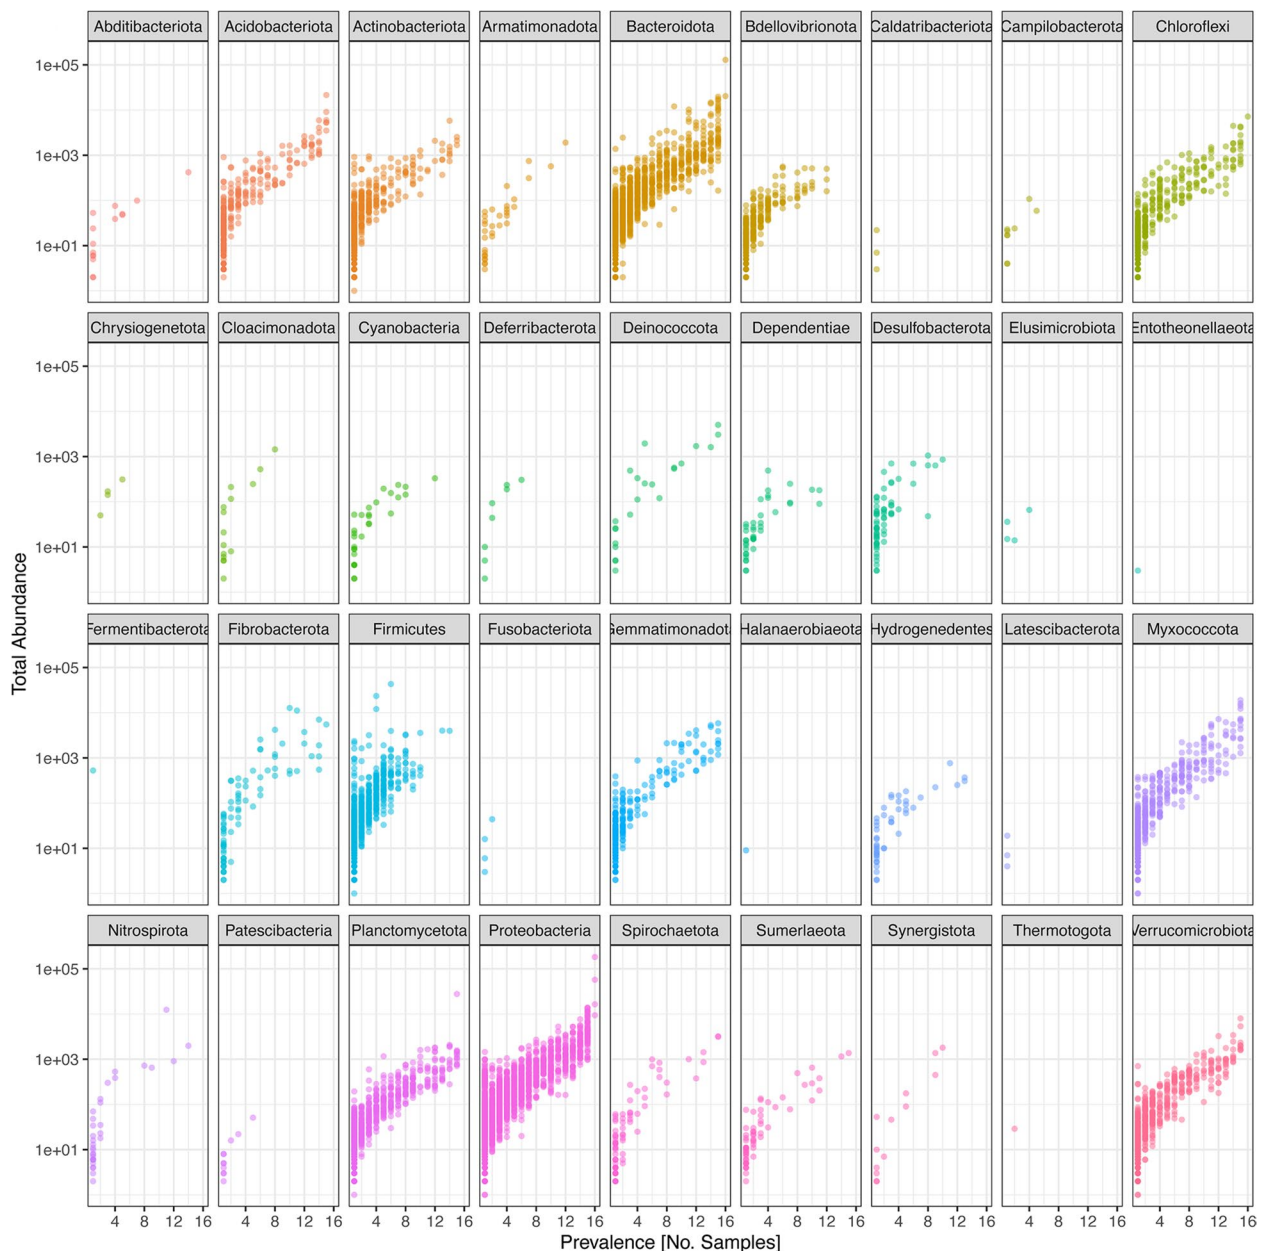 Abditibacteriota Acidobacteriota Actinobacteriota Armatimonadota Bacteroidota Bdellovibrionota Caldatribacteriota Campilobacterota Chloroflexi
1e+05
1e+03
1e+01
Chrysiogenetota Cloacimonadota Cyanobacteria Deferribacterota Deinococcota Dependentiae Desulfobacterota Elusimicrobiota Entotheonellaeota
1e+05
1e+03
1e+01
Total Abundance
Fermentibacterota Fibrobacterota Firmicutes Fusobacteriota Gemmatimonadota Halanaerobiaeota Hydrogenedentes Latescibacterota Myxococcota
1e+05
1e+03
1e+01
Nitrospirota Patescibacteria Planctomycetota Proteobacteria Spirochaetota Sumerlaeota Synergistota Thermotogota Verrucomicrobiota
1e+05
1e+03
1e+01
4 8 12 16 4 8 12 16 4 8 12 16 4 8 12 16 4 8 12 16 4 8 12 16 4 8 12 16 4 8 12 16 4 8 12 16
Prevalence [No. Samples]